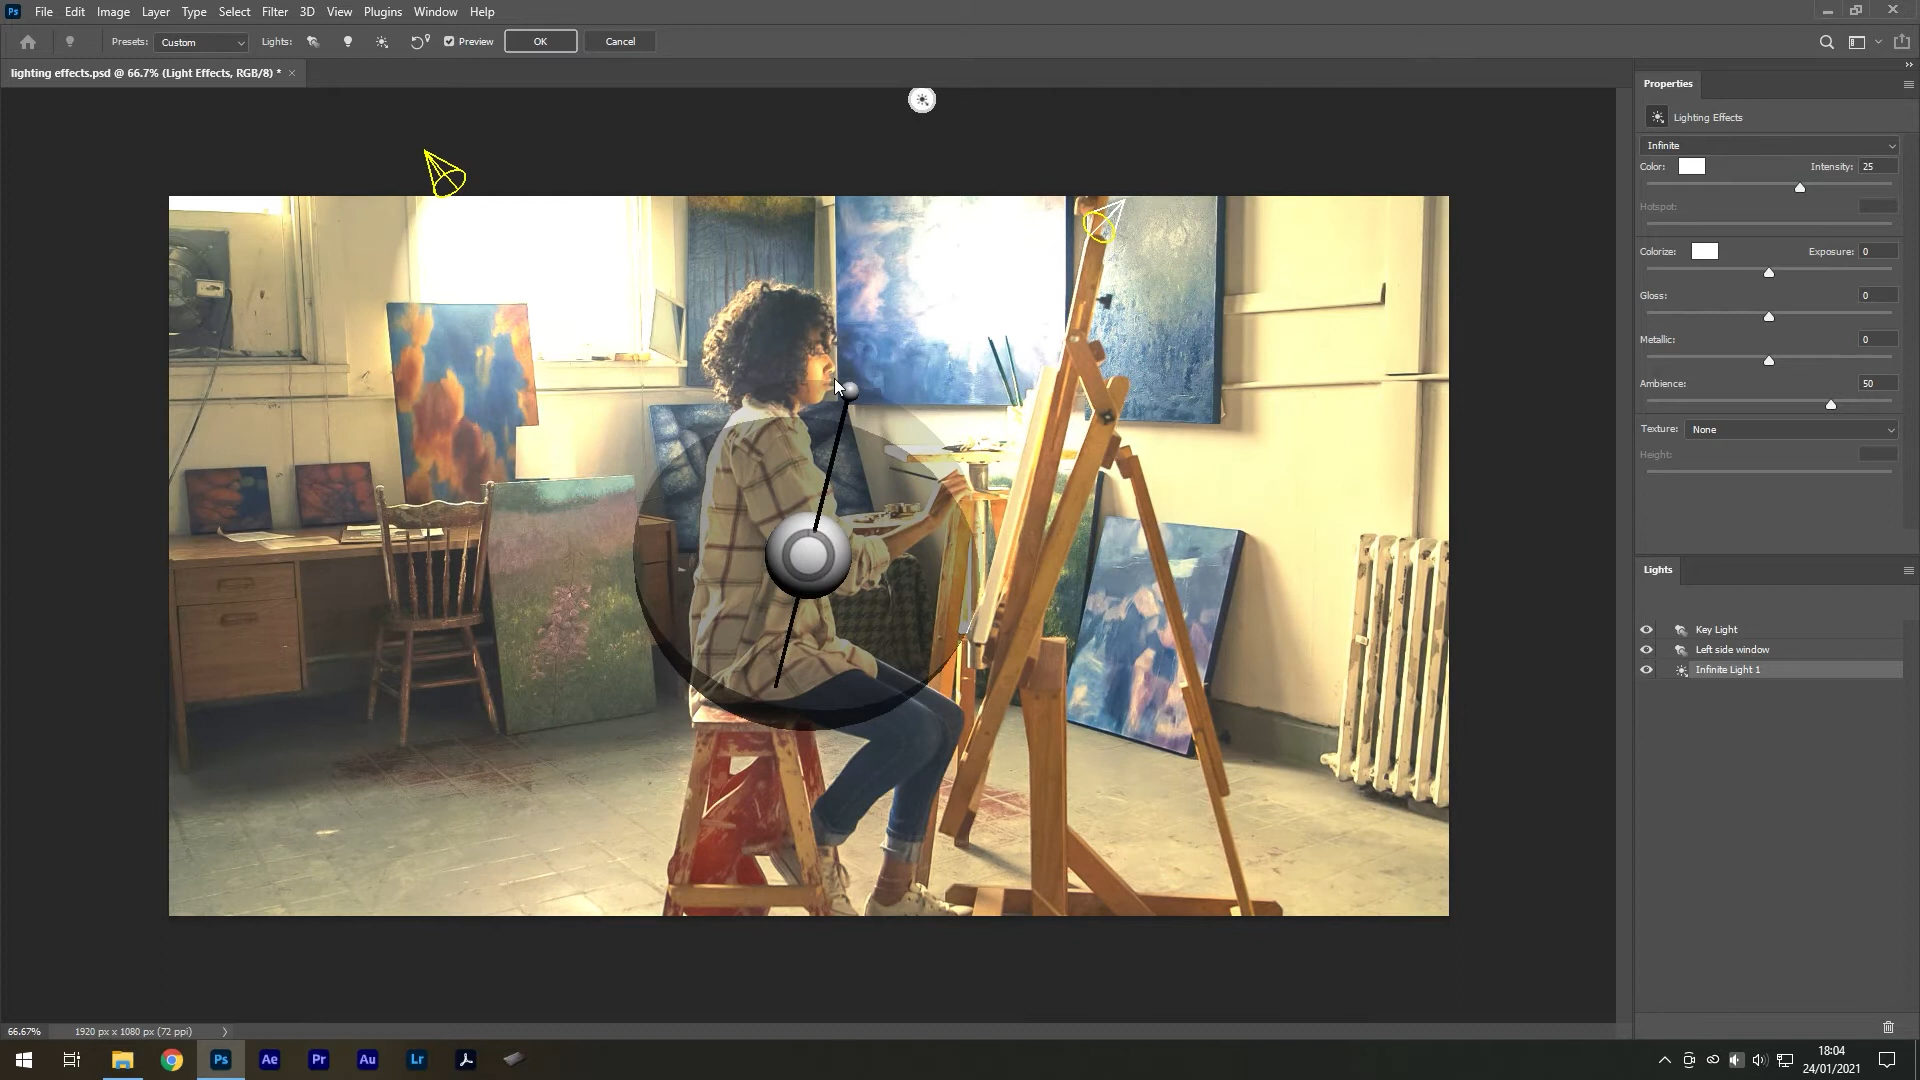 Ps File Edit Image Layer Type Select Filter 3D View Plugins Window Help
Presets: Custom Lights: Preview OK Cancel
lighting effects.psd @ 66.7% (Light Effects, RGB/8) * ×
Properties
Lighting Effects
Infinite
Color: Intensity: 25
Hotspot:
Colorize: Exposure: 0
Gloss: 0
Metallic: 0
Ambience: 50
Texture: None
Height:
Lights
Key Light
Left side window
Infinite Light 1
66.67% 1920 px x 1080 px (72 ppi)
Ps Ae Pr Au Lr
18:04
24/01/2021